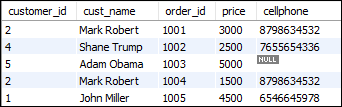 customer_id cust_name order_id price cellphone
2 Mark Robert 1001 3000 8798634532
4 Shane Trump 1002 2500 7655654336
5 Adam Obama 1003 5000 NULL
2 Mark Robert 1004 1500 8798634532
1 John Miller 1005 4500 6546645978